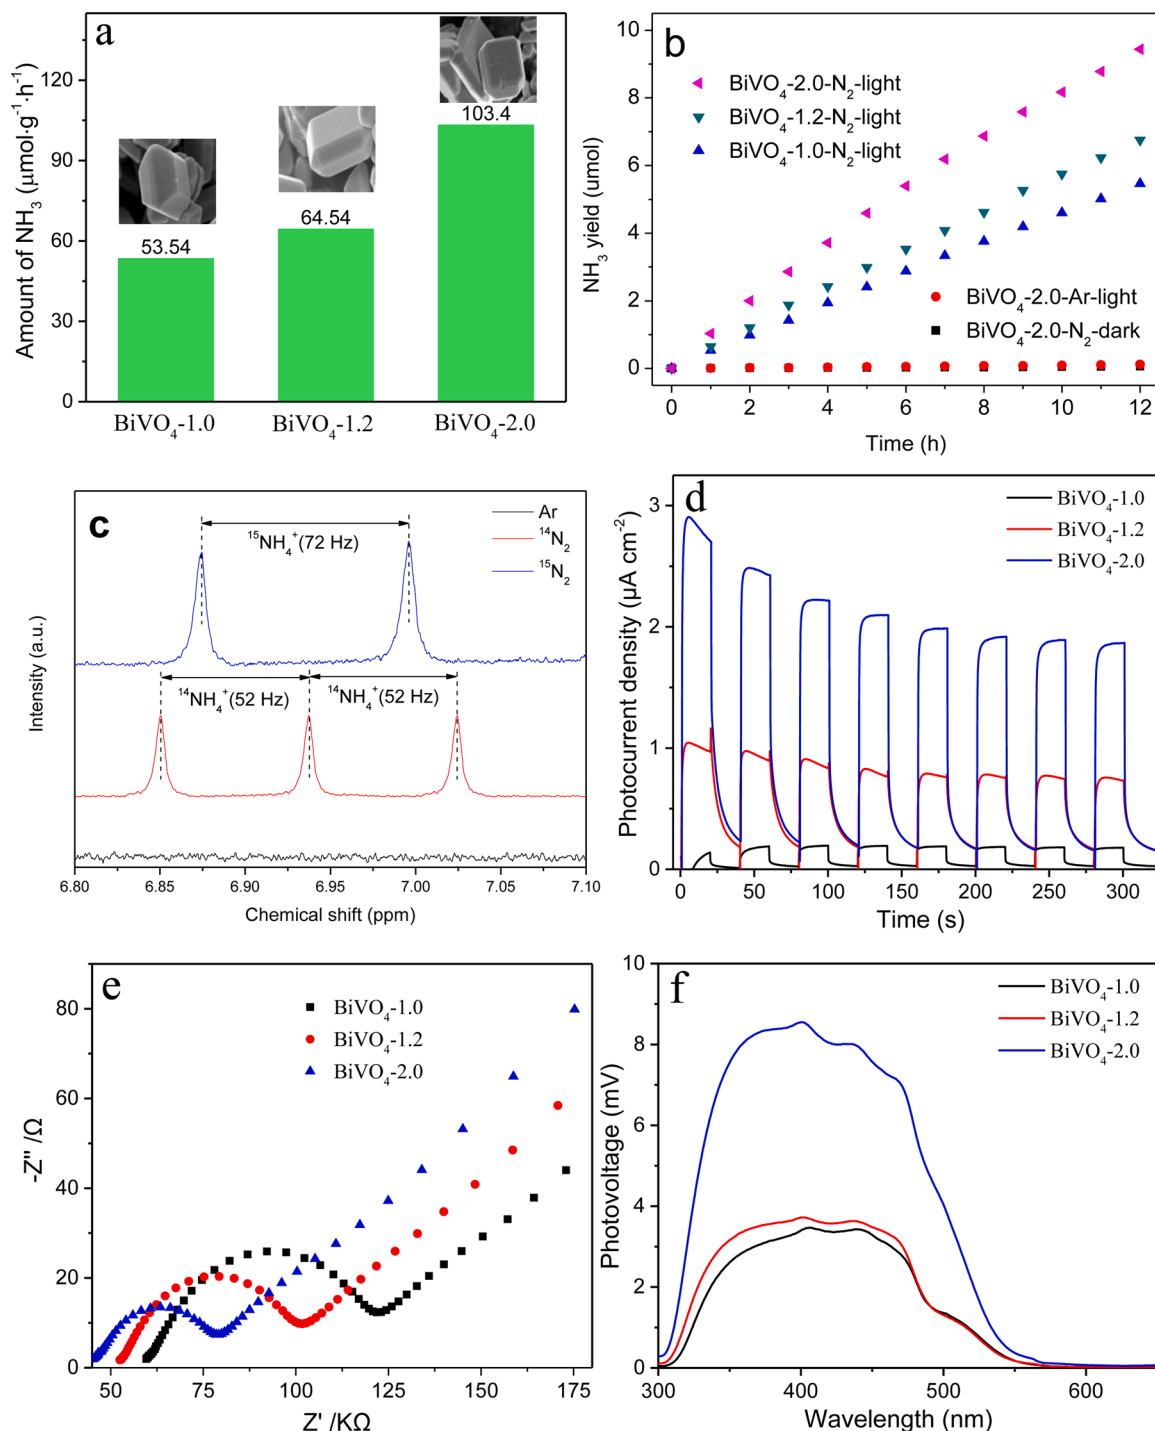 a
Amount of NH3 (μmol·g-1·h-1)
120
90
60
30
0
53.54
64.54
103.4
BiVO4-1.0
BiVO4-1.2
BiVO4-2.0
b
NH3 yield (umol)
10
8
6
4
2
0
BiVO4-2.0-N2-light
BiVO4-1.2-N2-light
BiVO4-1.0-N2-light
BiVO4-2.0-Ar-light
BiVO4-2.0-N2-dark
0 2 4 6 8 10 12
Time (h)
c
Intensity (a.u.)
Ar
14N2
15N2
15NH4+(72 Hz)
14NH4+(52 Hz)
14NH4+(52 Hz)
6.80 6.85 6.90 6.95 7.00 7.05 7.10
Chemical shift (ppm)
d
Photocurrent density (μA cm-2)
3
2
1
0
BiVO4-1.0
BiVO4-1.2
BiVO4-2.0
0 50 100 150 200 250 300
Time (s)
e
-Z'' /Ω
80
60
40
20
0
BiVO4-1.0
BiVO4-1.2
BiVO4-2.0
50 75 100 125 150 175
Z' /KΩ
f
Photovoltage (mV)
10
8
6
4
2
0
BiVO4-1.0
BiVO4-1.2
BiVO4-2.0
300 400 500 600
Wavelength (nm)